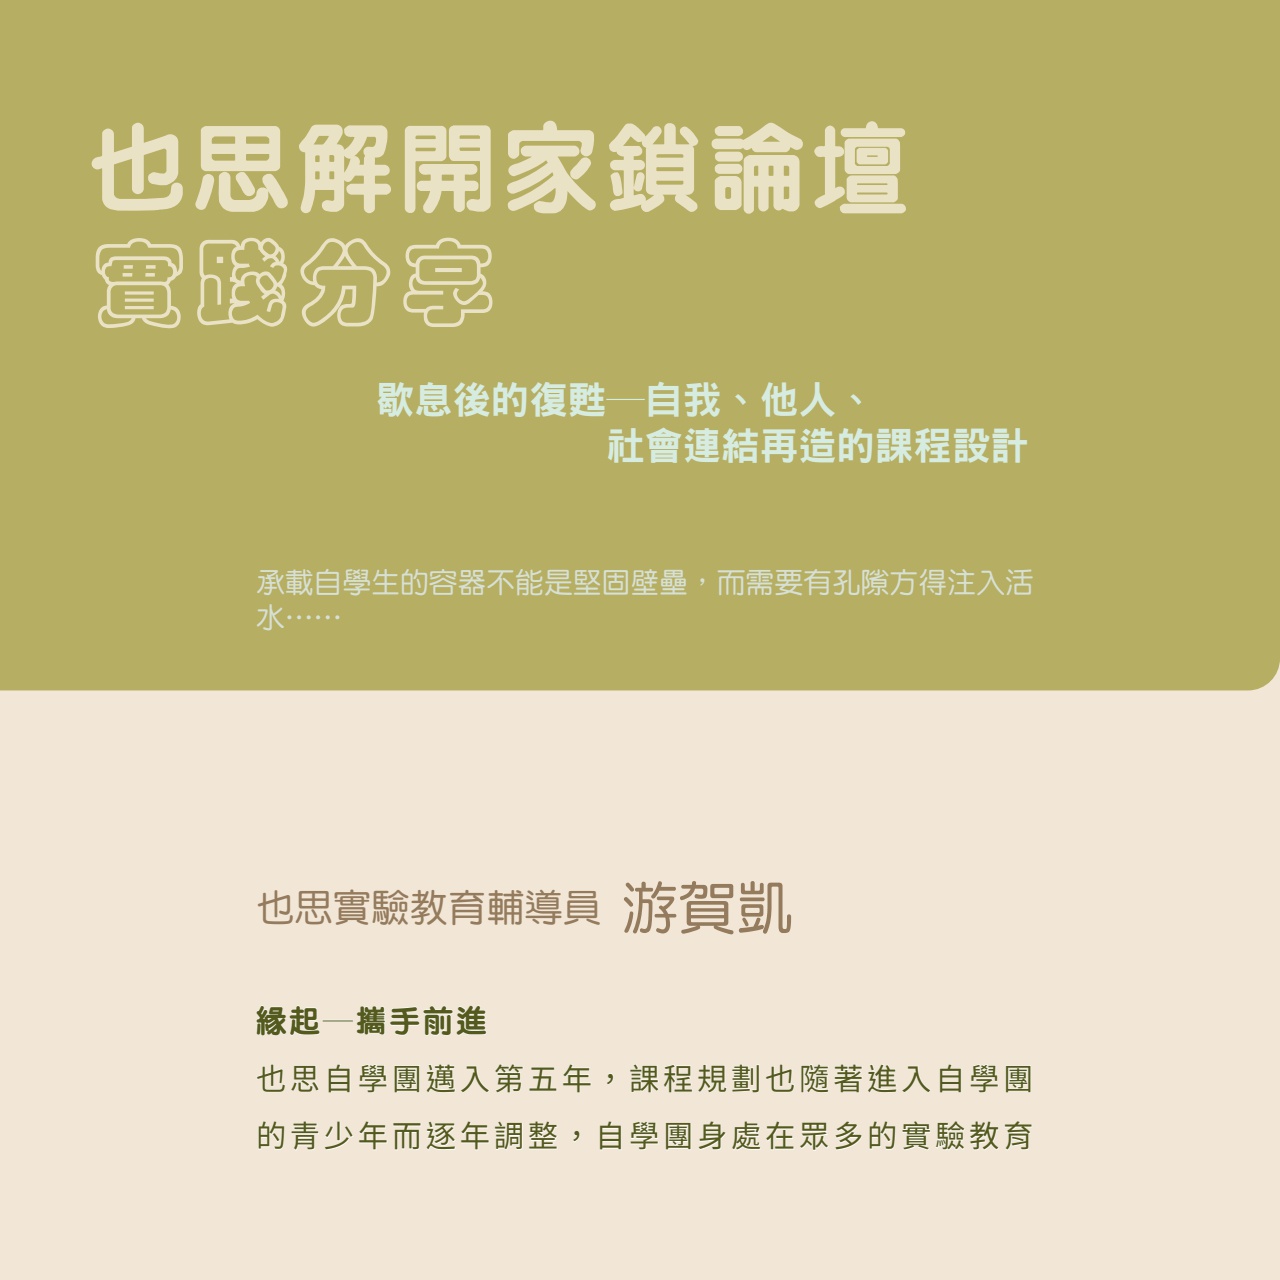 也思解開家鎖論壇
實踐分享
歇息後的復甦─自我、他人、
社會連結再造的課程設計
承載自學生的容器不能是堅固壁壘，而需要有孔隙方得注入活
水⋯⋯
也思實驗教育輔導員 游賀凱
緣起─攜手前進
也思自學團邁入第五年，課程規劃也隨著進入自學團
的青少年而逐年調整，自學團身處在眾多的實驗教育